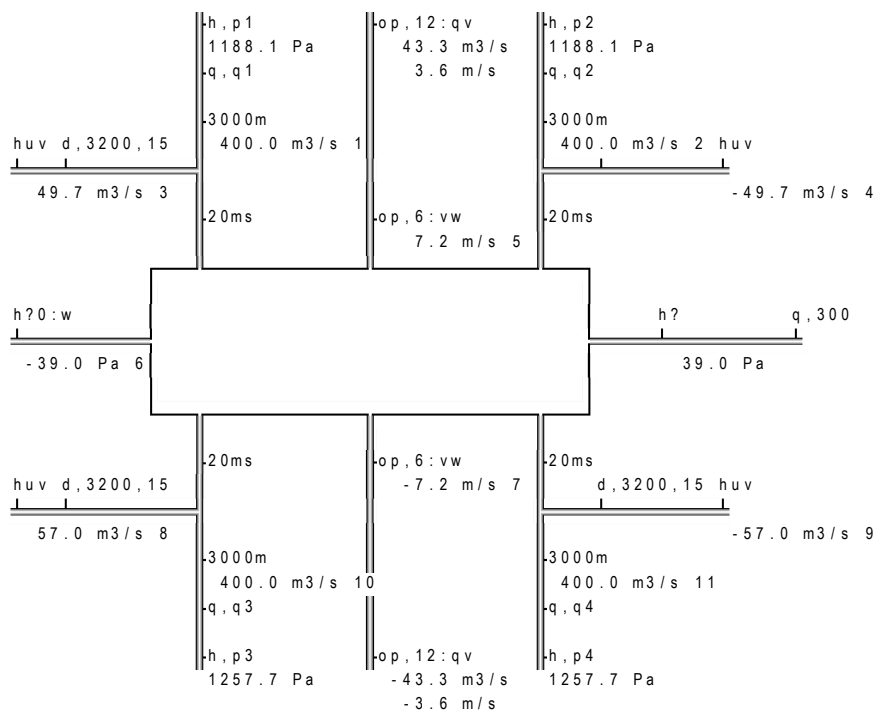 h,p1
1188.1 Pa
q,q1
op,12:qv
43.3 m3/s
3.6 m/s
h,p2
1188.1 Pa
q,q2
3000m
400.0 m3/s 1
3000m
400.0 m3/s 2
huv d,3200,15
49.7 m3/s 3
huv
-49.7 m3/s 4
20ms
op,6:vw
7.2 m/s 5
20ms
h?0:w
-39.0 Pa 6
h?
39.0 Pa
q,300
20ms
op,6:vw
-7.2 m/s 7
20ms
huv d,3200,15
57.0 m3/s 8
d,3200,15 huv
-57.0 m3/s 9
3000m
400.0 m3/s 10
q,q3
3000m
400.0 m3/s 11
q,q4
h,p3
1257.7 Pa
op,12:qv
-43.3 m3/s
-3.6 m/s
h,p4
1257.7 Pa